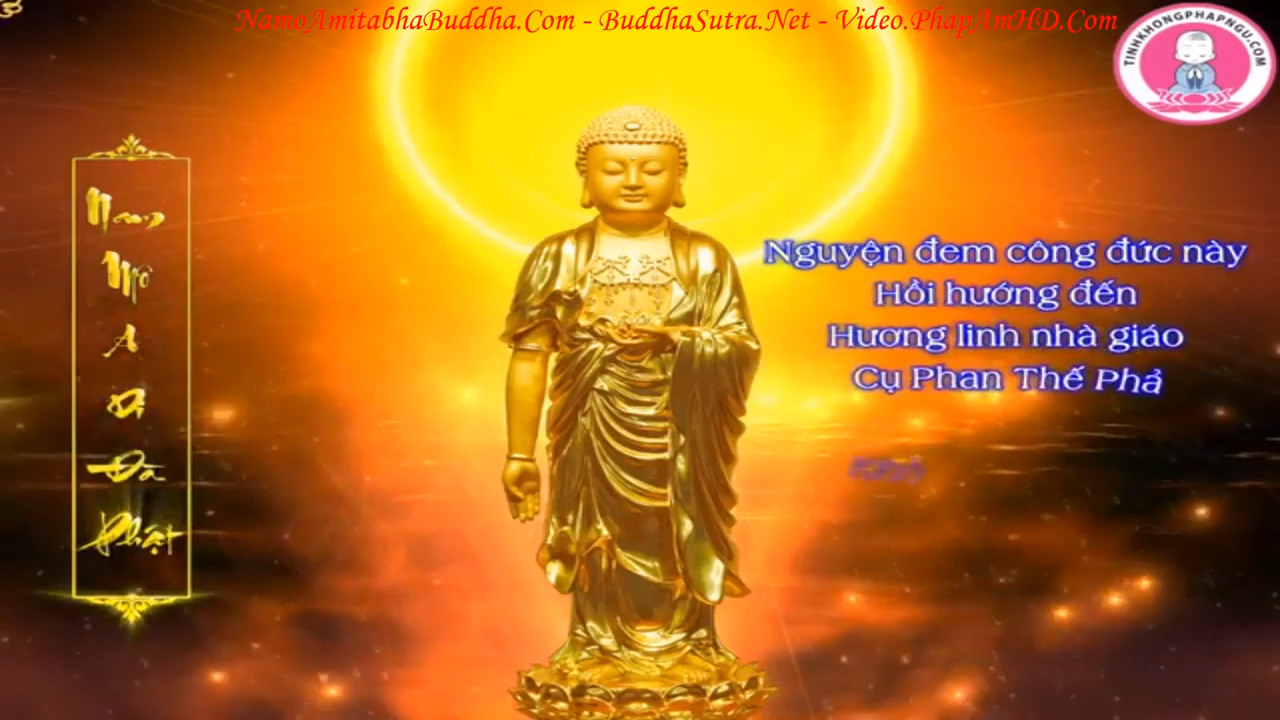 NamoAmitabhaBuddha.Com - BuddhaSutra.Net - Video.PhapAmHD.Com
TINHKHONGPHAPNGU.COM
Nam
Mô
A
Di
Đà
Phật
Nguyện đem công đức này
Hồi hướng đến
Hương linh nhà giáo
Cụ Phan Thế Phả